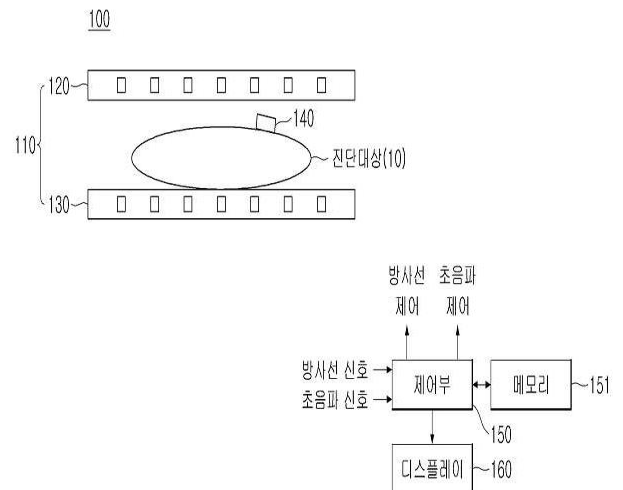 100
120
140
110
진단대상(10)
130
방사선 초음파
제어 제어
방사선 신호
제어부
메모리
151
초음파 신호
150
디스플레이
160